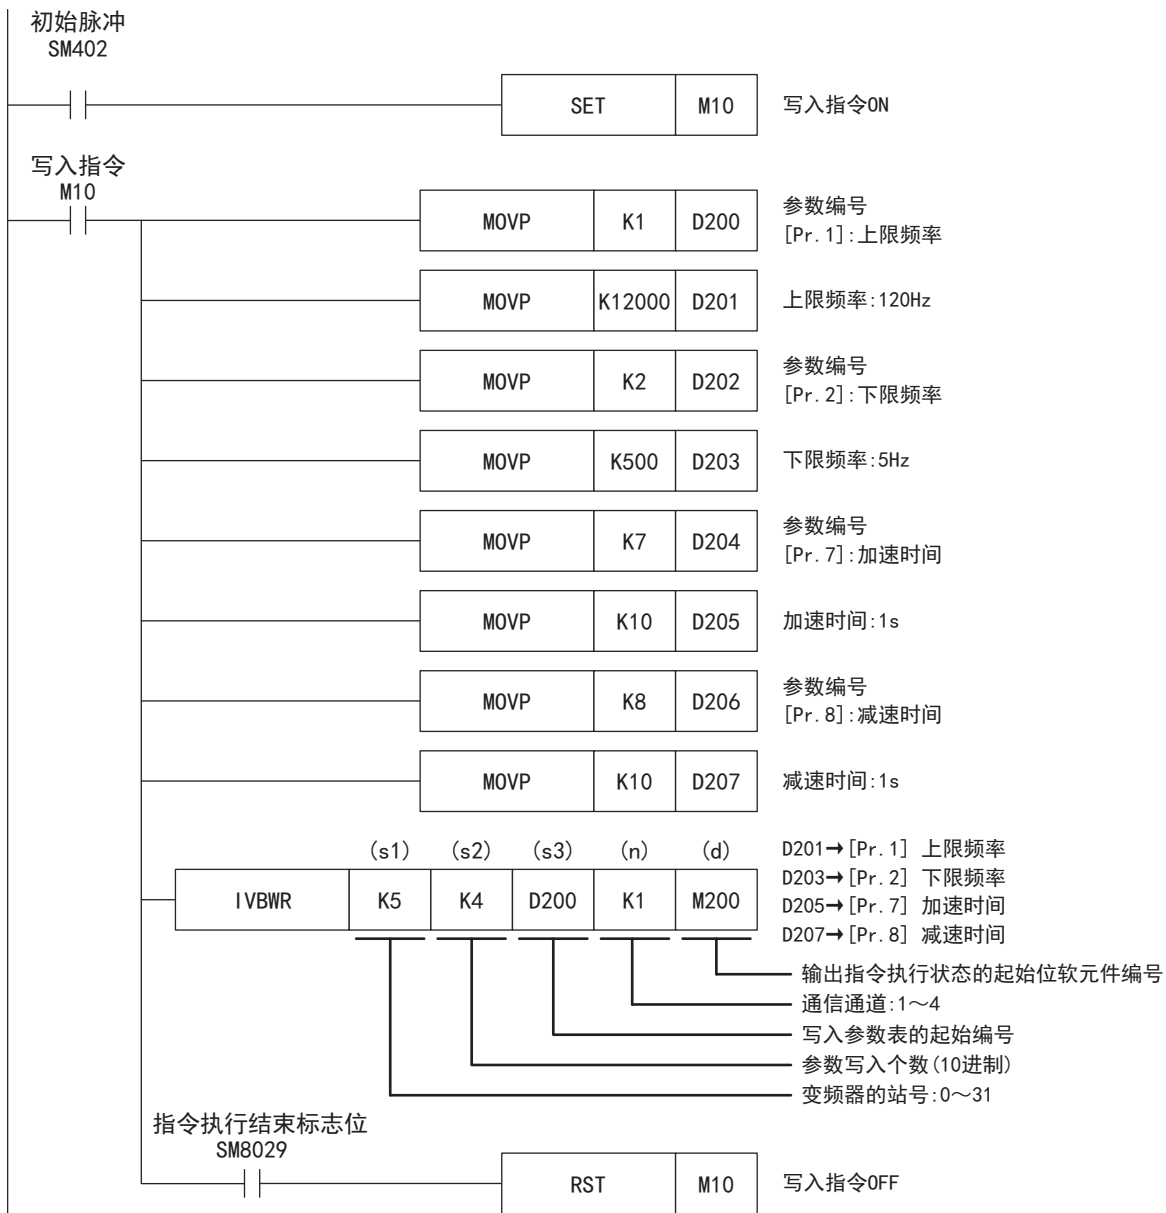 初始脉冲
SM402
SET M10 写入指令ON
写入指令
M10
MOVP K1 D200 参数编号
[Pr.1]:上限频率
MOVP K12000 D201 上限频率:120Hz
MOVP K2 D202 参数编号
[Pr.2]:下限频率
MOVP K500 D203 下限频率:5Hz
MOVP K7 D204 参数编号
[Pr.7]:加速时间
MOVP K10 D205 加速时间:1s
MOVP K8 D206 参数编号
[Pr.8]:减速时间
MOVP K10 D207 减速时间:1s
(s1) (s2) (s3) (n) (d)
IVBWR K5 K4 D200 K1 M200
D201→[Pr.1] 上限频率
D203→[Pr.2] 下限频率
D205→[Pr.7] 加速时间
D207→[Pr.8] 减速时间
输出指令执行状态的起始位软元件编号
通信通道:1～4
写入参数表的起始编号
参数写入个数(10进制)
变频器的站号:0～31
指令执行结束标志位
SM8029
RST M10 写入指令OFF